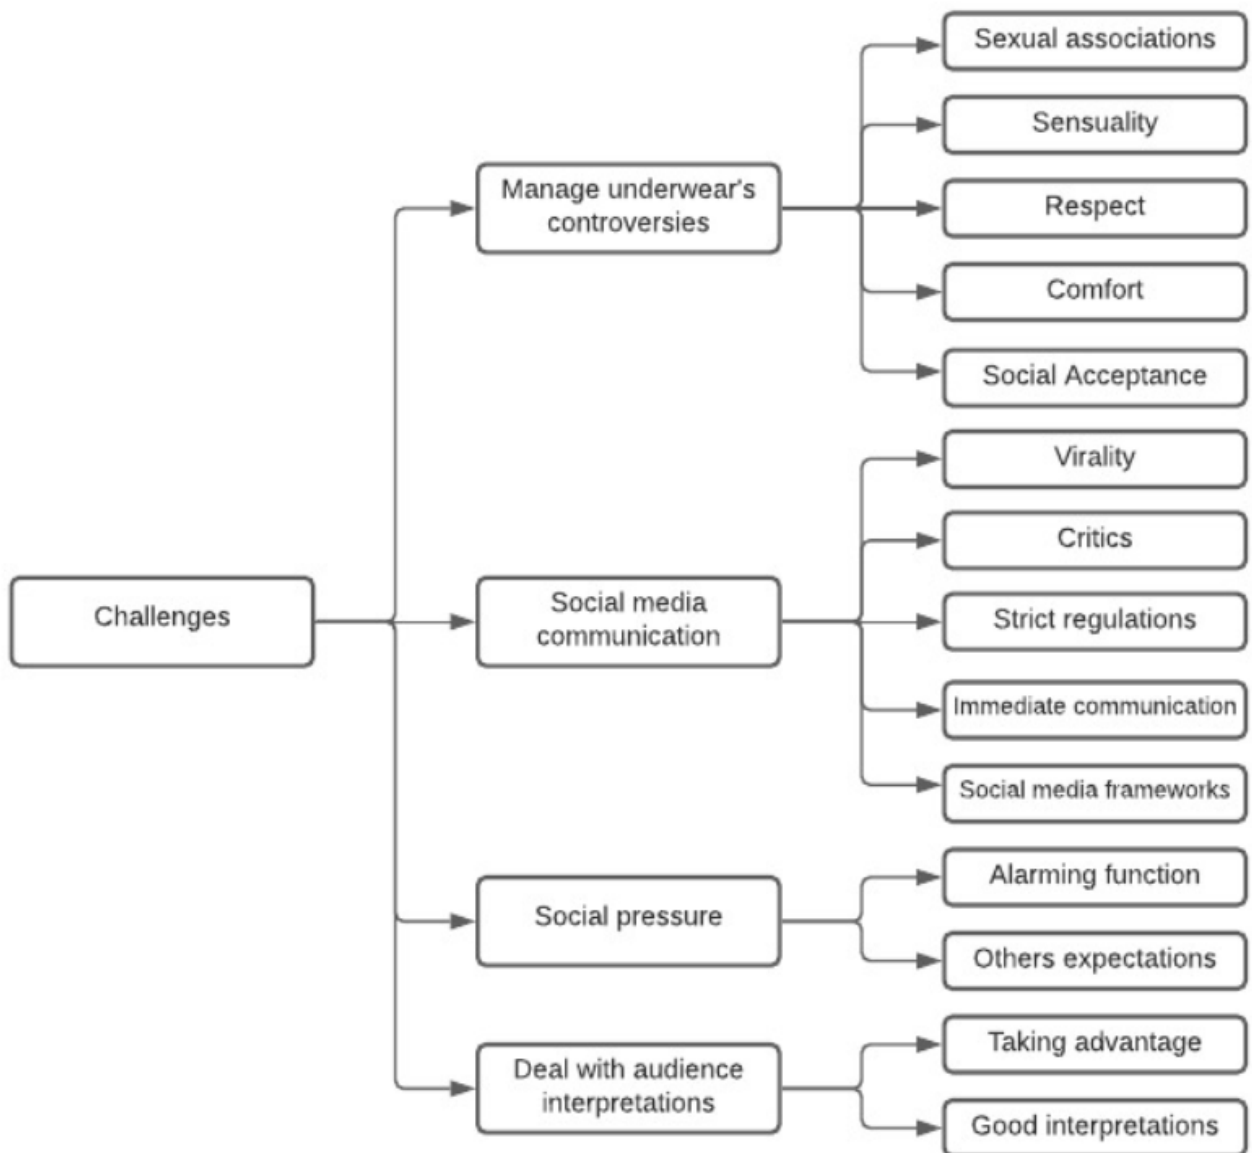 Challenges
Manage underwear's
controversies
Sexual associations
Sensuality
Respect
Comfort
Social Acceptance
Social media
communication
Virality
Critics
Strict regulations
Immediate communication
Social media frameworks
Social pressure
Alarming function
Others expectations
Deal with audience
interpretations
Taking advantage
Good interpretations